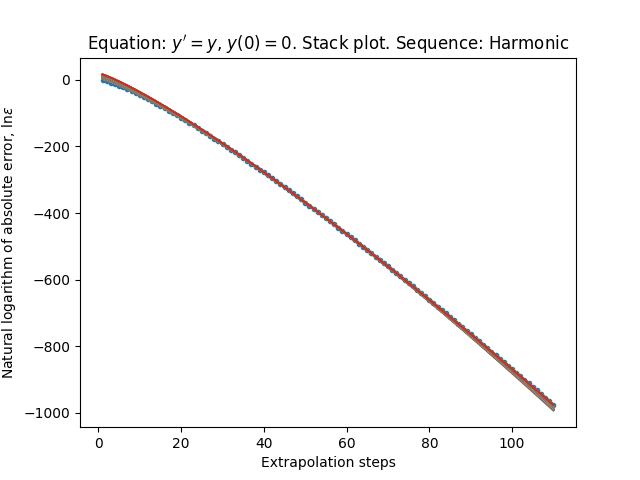 Equation: y′ = y, y(0) = 0. Stack plot. Sequence: Harmonic
Natural logarithm of absolute error, lnε
0
−200
−400
−600
−800
−1000
0 20 40 60 80 100
Extrapolation steps